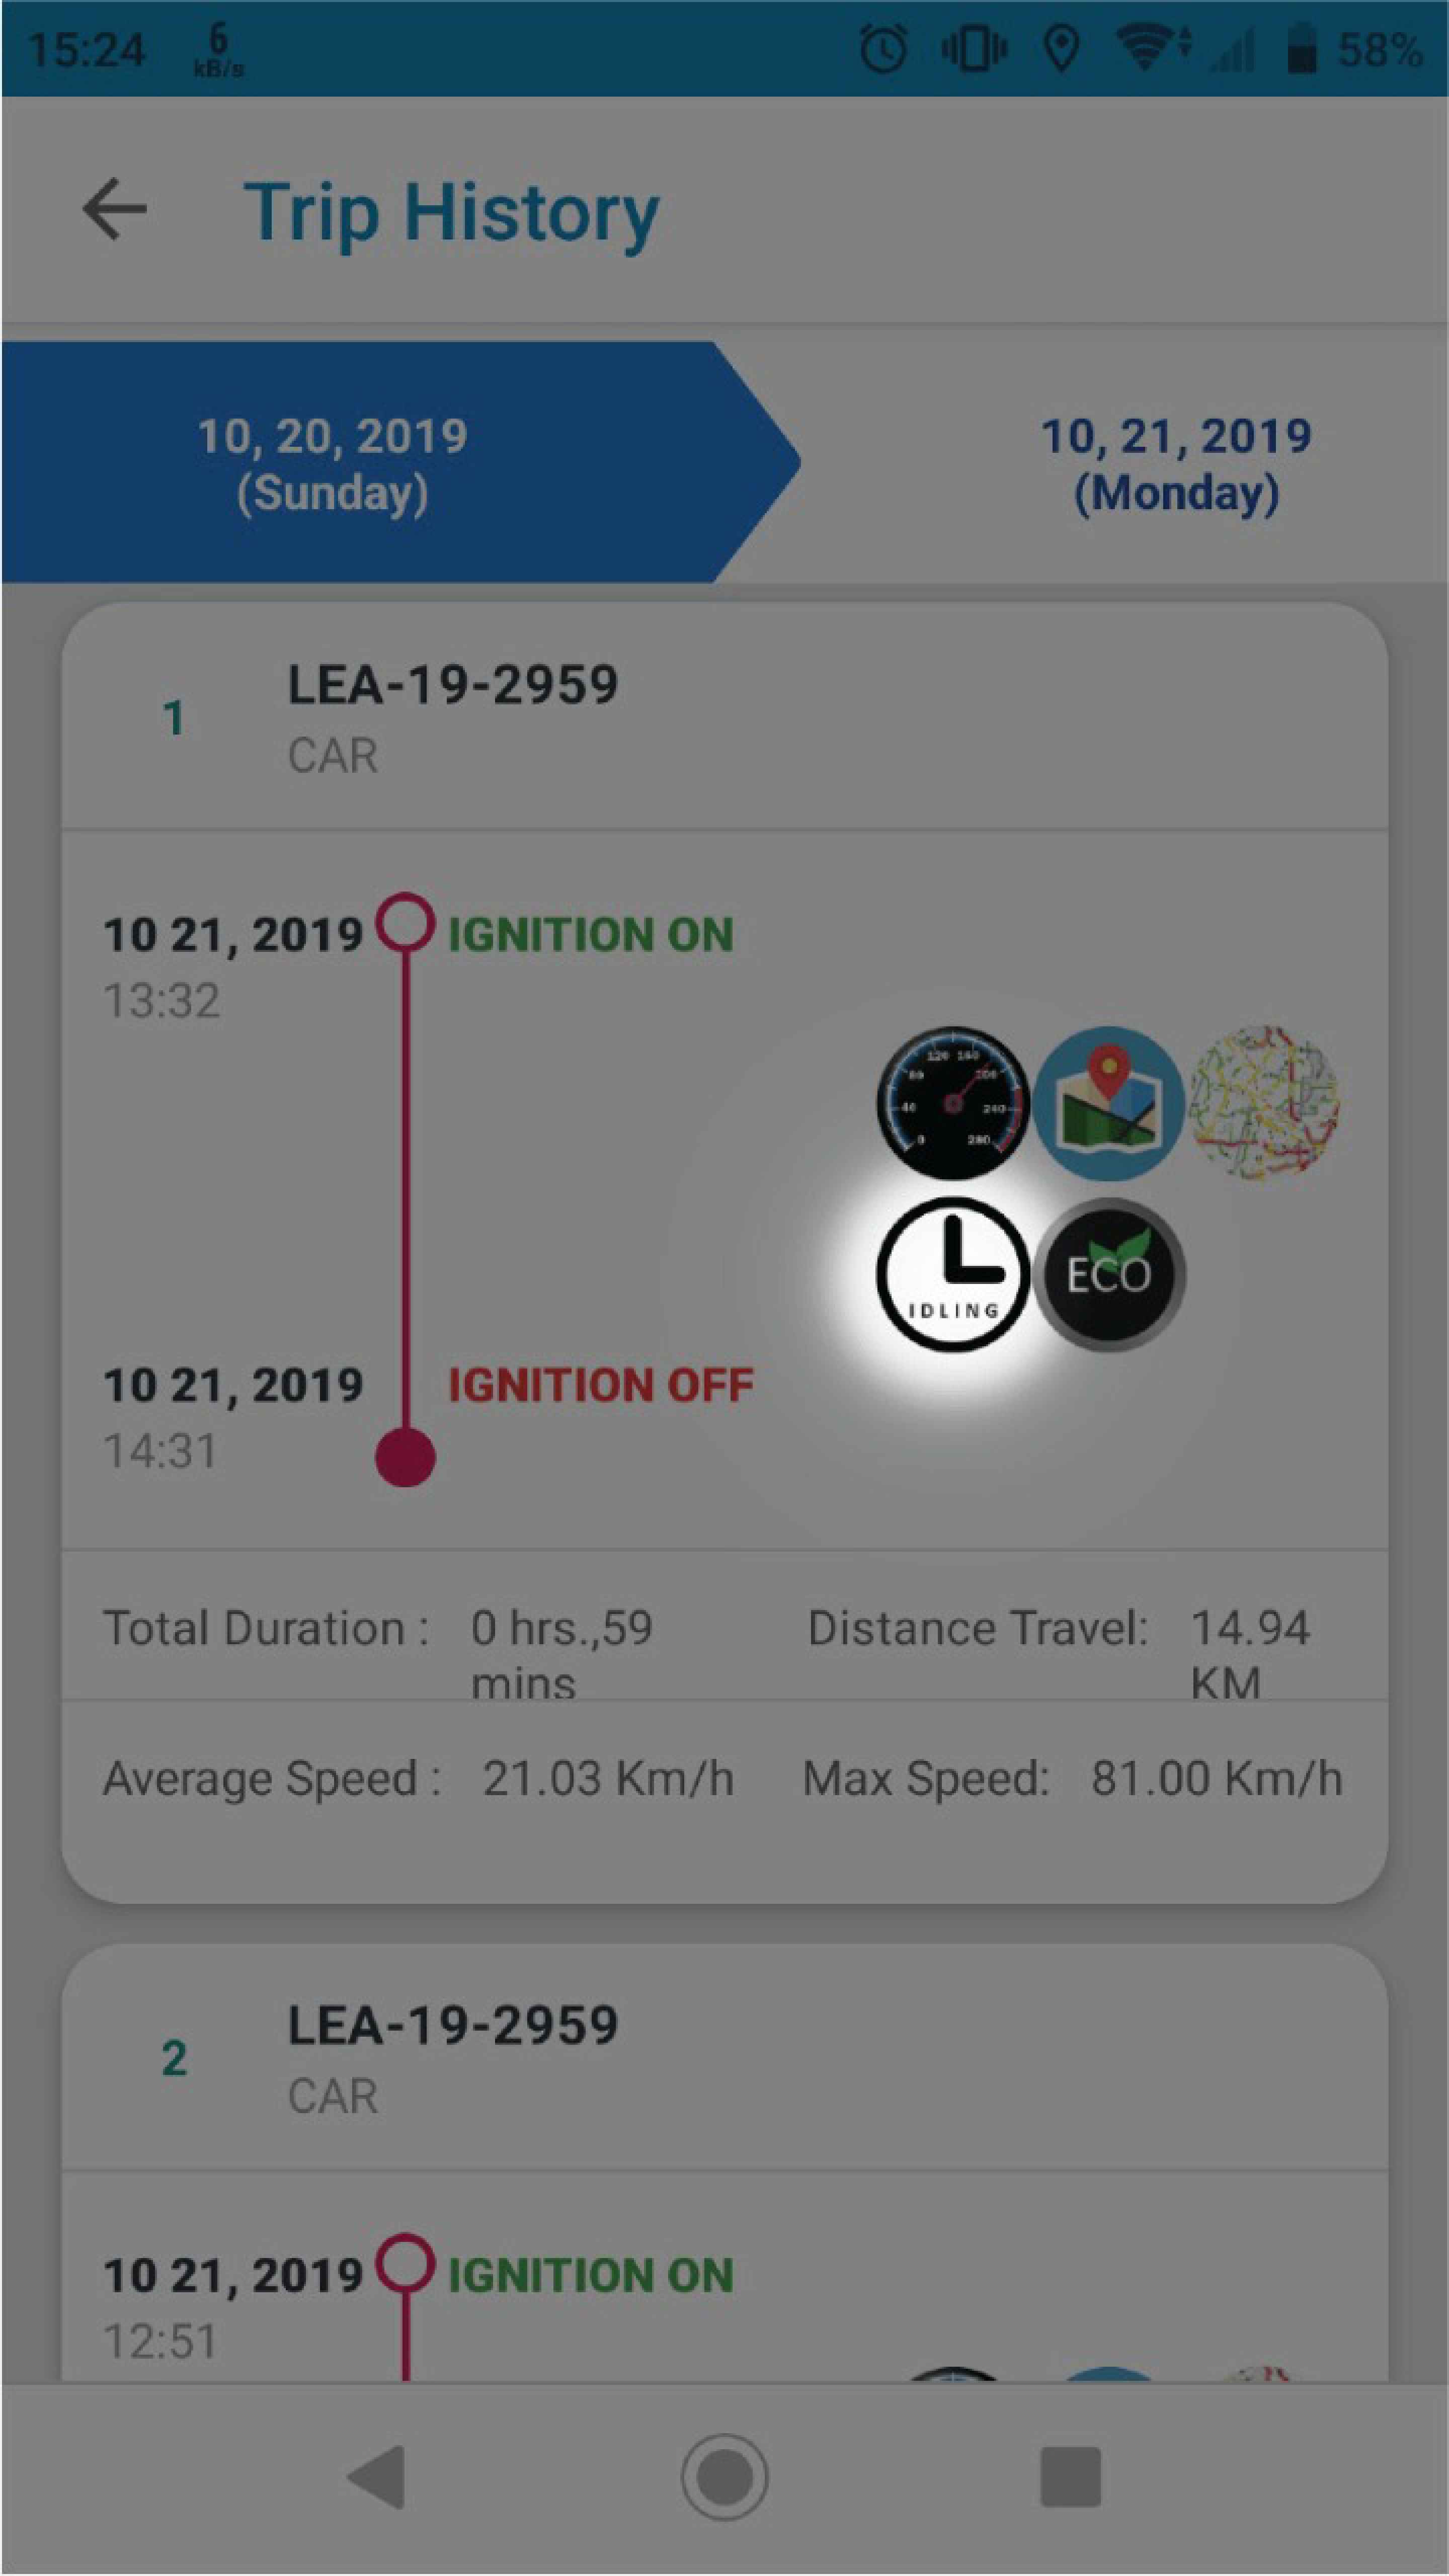 15:24 6 kB/s 58%
Trip History
10, 20, 2019
(Sunday)
10, 21, 2019
(Monday)
1
LEA-19-2959
CAR
10 21, 2019 IGNITION ON
13:32
0 40 80 120 160 200 240 280
IDLING
ECO
10 21, 2019 IGNITION OFF
14:31
Total Duration : 0 hrs.,59 mins
Distance Travel: 14.94 KM
Average Speed : 21.03 Km/h
Max Speed: 81.00 Km/h
2
LEA-19-2959
CAR
10 21, 2019 IGNITION ON
12:51